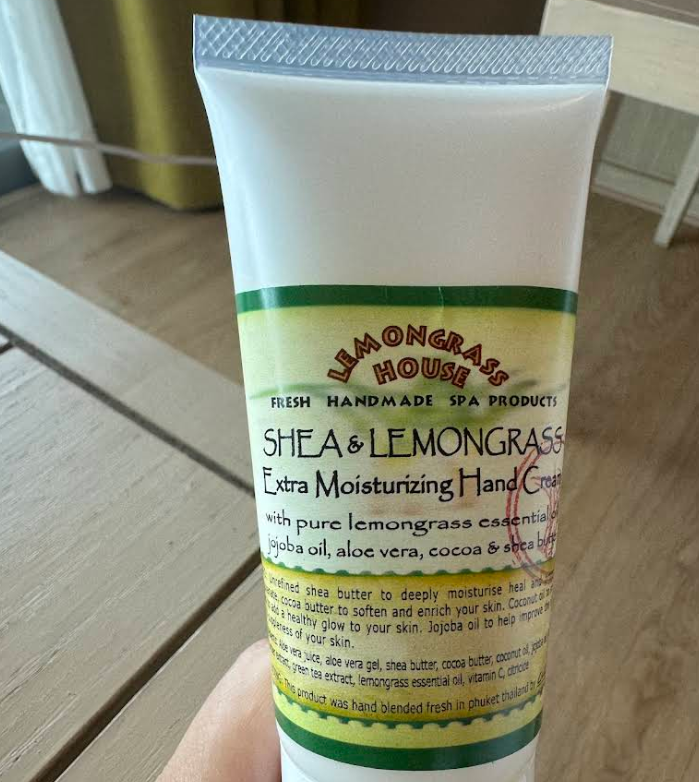 LEMONGRASS
HOUSE
FRESH HANDMADE SPA PRODUCTS
SHEA & LEMONGRASS
Extra Moisturizing Hand Cream
with pure lemongrass essential
jojoba oil, aloe vera, cocoa & shea
unrefined shea butter to deeply moisturise heal
cocoa butter to soften and enrich your skin. Coconut oil
add a healthy glow to your skin. Jojoba oil to help improve
of your skin.
Aloe vera juice, aloe vera gel, shea butter, cocoa butter, coconut oil,
green tea extract, lemongrass essential oil, vitamin C,
This product was hand blended fresh in phuket thailand by